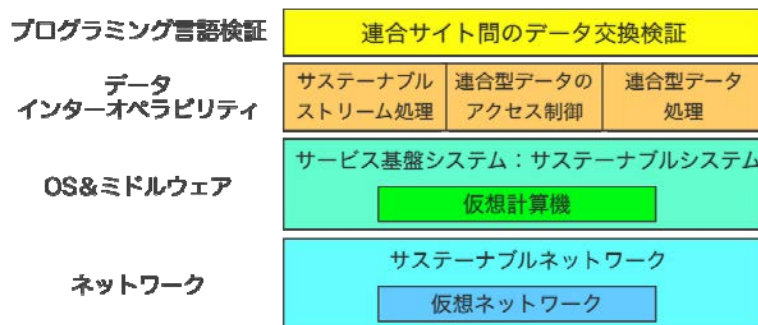 プログラミング言語検証
連合サイト間のデータ交換検証
データ
インターオペラビリティ
サステーナブル
ストリーム処理
連合型データの
アクセス制御
連合型データ
処理
OS&ミドルウェア
サービス基盤システム：サステーナブルシステム
仮想計算機
ネットワーク
サステーナブルネットワーク
仮想ネットワーク